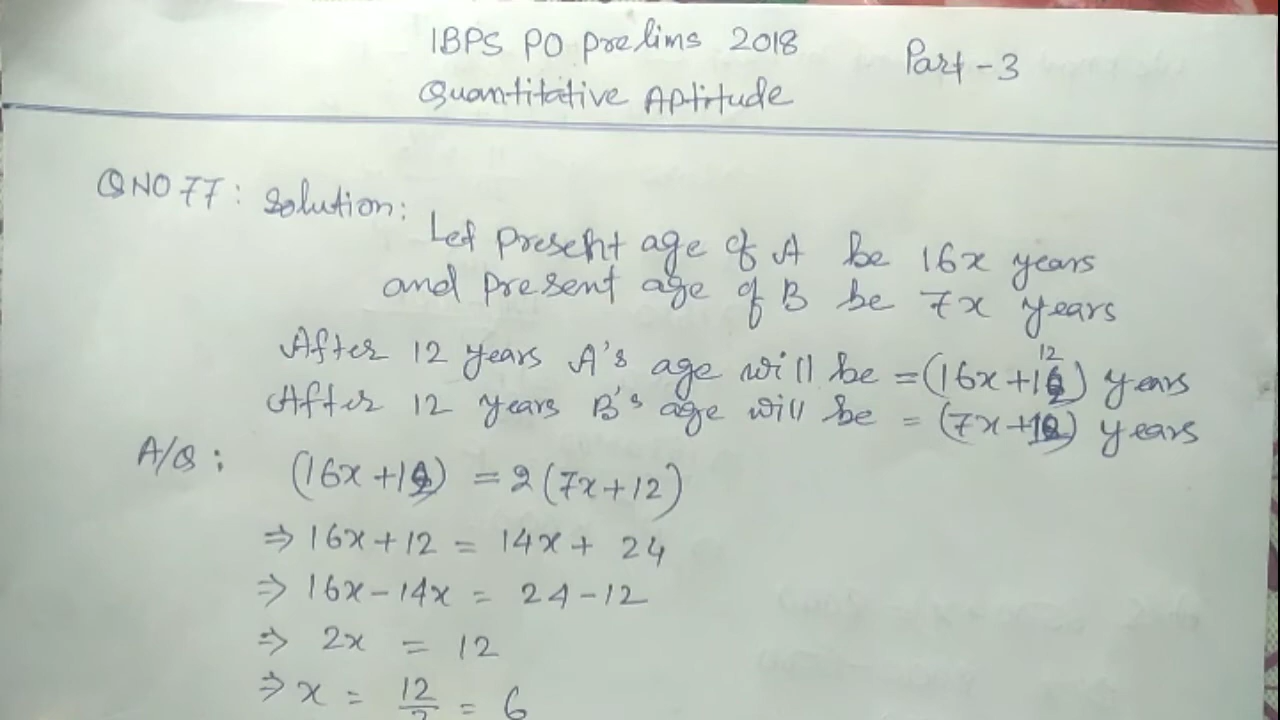 IBPS PO prelims 2018
Part-3
Quantitative Aptitude
QNO 77: Solution:
Let present age of A be 16x years
and present age of B be 7x years
After 12 years A's age will be =(16x+12) years
After 12 years B's age will be = (7x+12) years
A/Q: (16x+12) = 2(7x+12)
⇒ 16x+12 = 14x+ 24
⇒ 16x-14x = 24-12
⇒ 2x = 12
⇒ x = 12/2 = 6